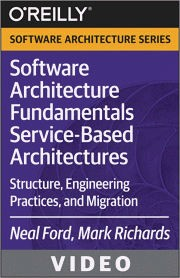 O'REILLY®
SOFTWARE ARCHITECTURE SERIES
Software
Architecture
Fundamentals
Service-Based
Architectures
Structure, Engineering
Practices, and Migration
Neal Ford, Mark Richards
VIDEO